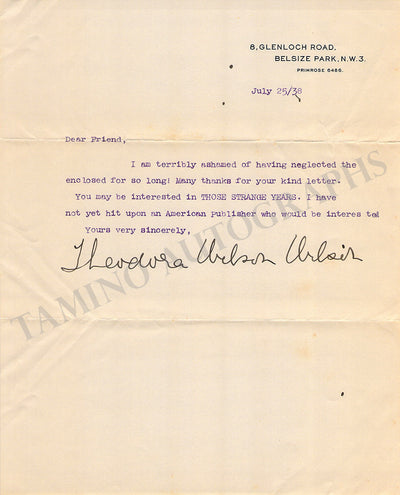 8, GLENLOCH ROAD,
BELSIZE PARK, N.W.3.
PRIMROSE 6486.
July 25/38
Dear Friend,
I am terribly ashamed of having neglected the
enclosed for so long! Many thanks for your kind letter.
You may be interested in THOSE STRANGE YEARS. I have
not yet hit upon an American Publisher who would be interes ted
Yours very sincerely,
Theodora Wilson Wilson
TAMINO AUTOGRAPHS